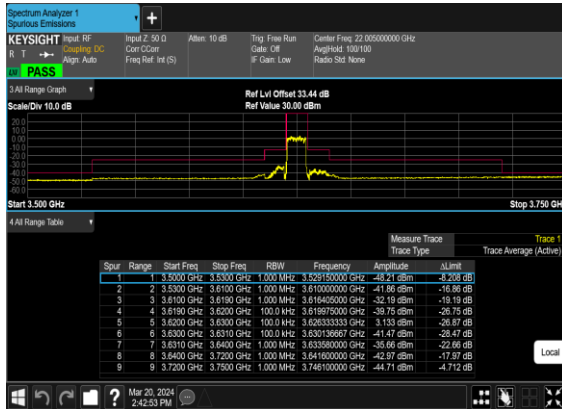 Spectrum Analyzer 1
Spurious Emissions
+
KEYSIGHT Input: RF Input Z: 50 Ω Atten: 10 dB Trig: Free Run Center Freq: 22.005000000 GHz
R T Coupling: DC Corr CCorr Gate: Off Avg|Hold: 100/100
Align: Auto Freq Ref: Int (S) IF Gain: Low Radio Std: None
LXI PASS
3 All Range Graph
Ref Lvl Offset 33.44 dB
Scale/Div 10.0 dB Ref Value 30.00 dBm
20.0
10.0
0.00
-10.0
-20.0
-30.0
-40.0
-50.0
-60.0
Start 3.500 GHz Stop 3.750 GH
4 All Range Table
Measure Trace Trace 1
Trace Type Trace Average (Active)
Spur Range Start Freq Stop Freq RBW Frequency Amplitude ΔLimit
1 1 3.5000 GHz 3.5300 GHz 1.000 MHz 3.529150000 GHz -48.21 dBm -8.208 dB
2 2 3.5300 GHz 3.6100 GHz 1.000 MHz 3.610000000 GHz -41.86 dBm -16.86 dB
3 3 3.6100 GHz 3.6190 GHz 1.000 MHz 3.616405000 GHz -32.19 dBm -19.19 dB
4 4 3.6190 GHz 3.6200 GHz 100.0 kHz 3.619975000 GHz -39.75 dBm -26.75 dB
5 5 3.6200 GHz 3.6300 GHz 100.0 kHz 3.626333333 GHz 3.133 dBm -26.87 dB
6 6 3.6300 GHz 3.6310 GHz 100.0 kHz 3.630136667 GHz -41.47 dBm -28.47 dB
7 7 3.6310 GHz 3.6400 GHz 1.000 MHz 3.633580000 GHz -35.66 dBm -22.66 dB
8 8 3.6400 GHz 3.7200 GHz 1.000 MHz 3.641600000 GHz -42.97 dBm -17.97 dB
9 9 3.7200 GHz 3.7500 GHz 1.000 MHz 3.746100000 GHz -44.71 dBm -4.712 dB
Local
?
Mar 20, 2024
2:42:53 PM